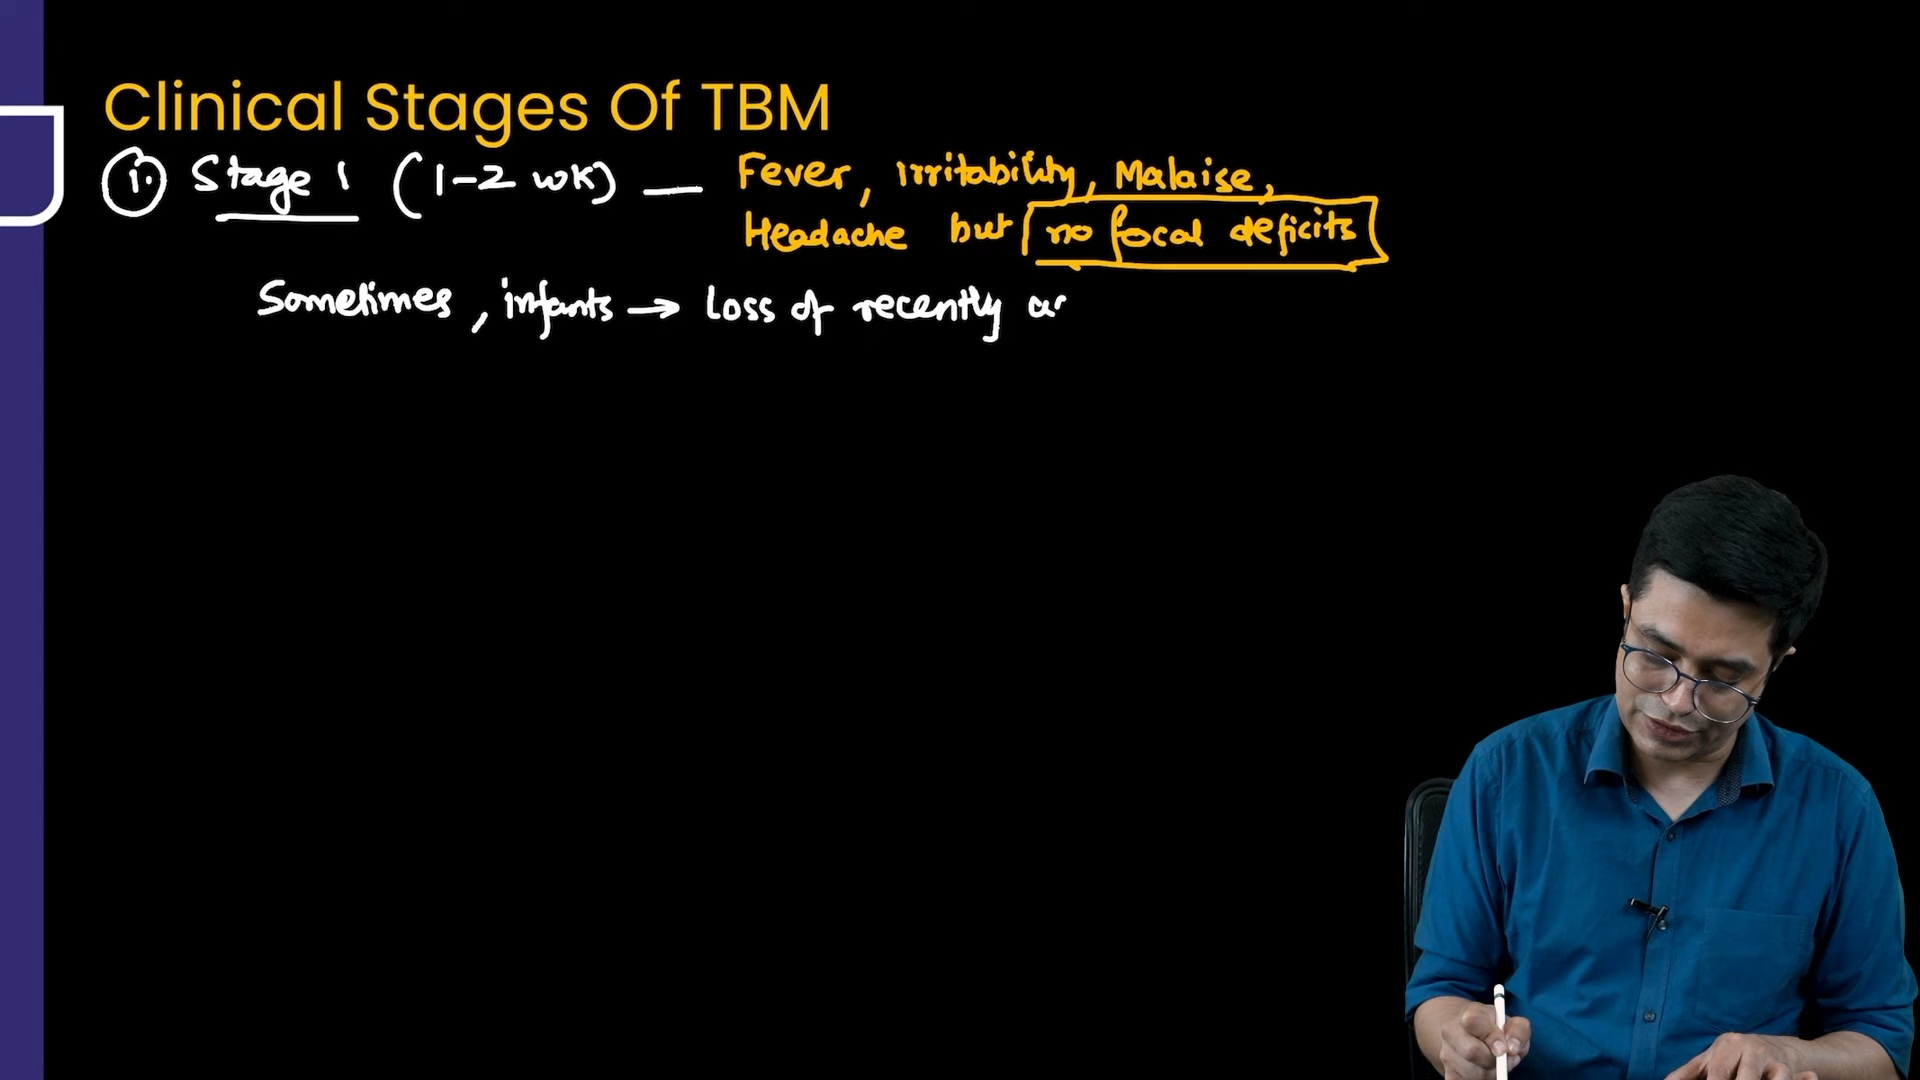 Clinical Stages Of TBM
1. Stage 1 (1-2 wk) — Fever, Irritability, Malaise,
Headache but no focal deficits
Sometimes, infants → Loss of recently